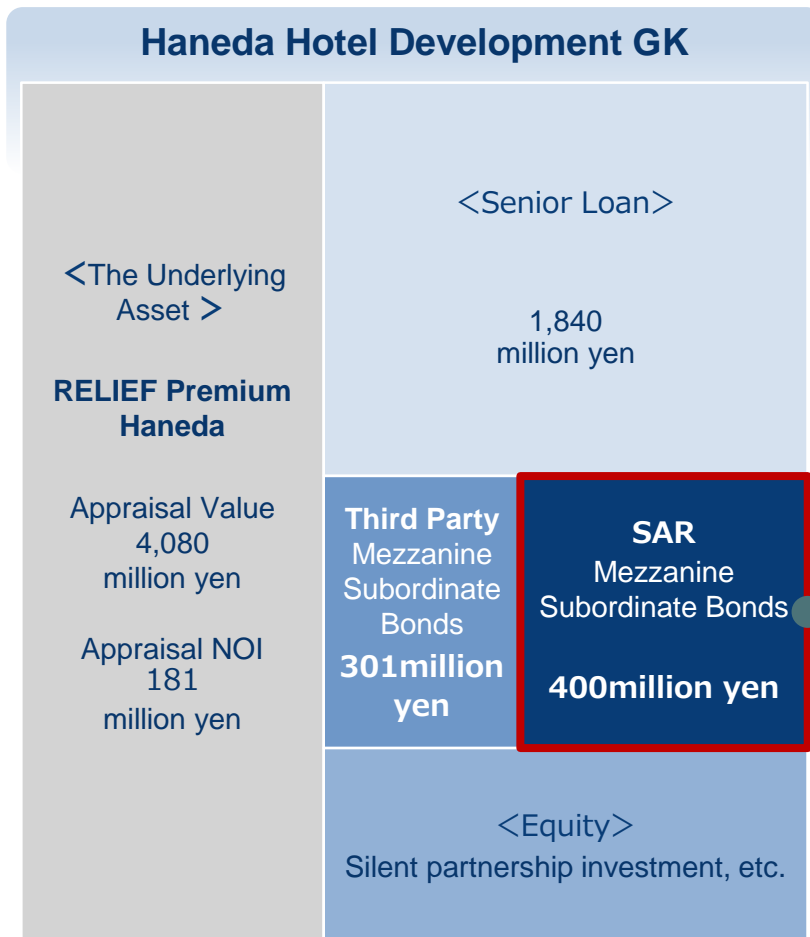 Haneda Hotel Development GK
＜The Underlying
Asset ＞
RELIEF Premium
Haneda
Appraisal Value
4,080
million yen
Appraisal NOI
181
million yen
＜Senior Loan＞
1,840
million yen
Third Party
Mezzanine
Subordinate
Bonds
301million
yen
SAR
Mezzanine
Subordinate Bonds
400million yen
＜Equity＞
Silent partnership investment, etc.